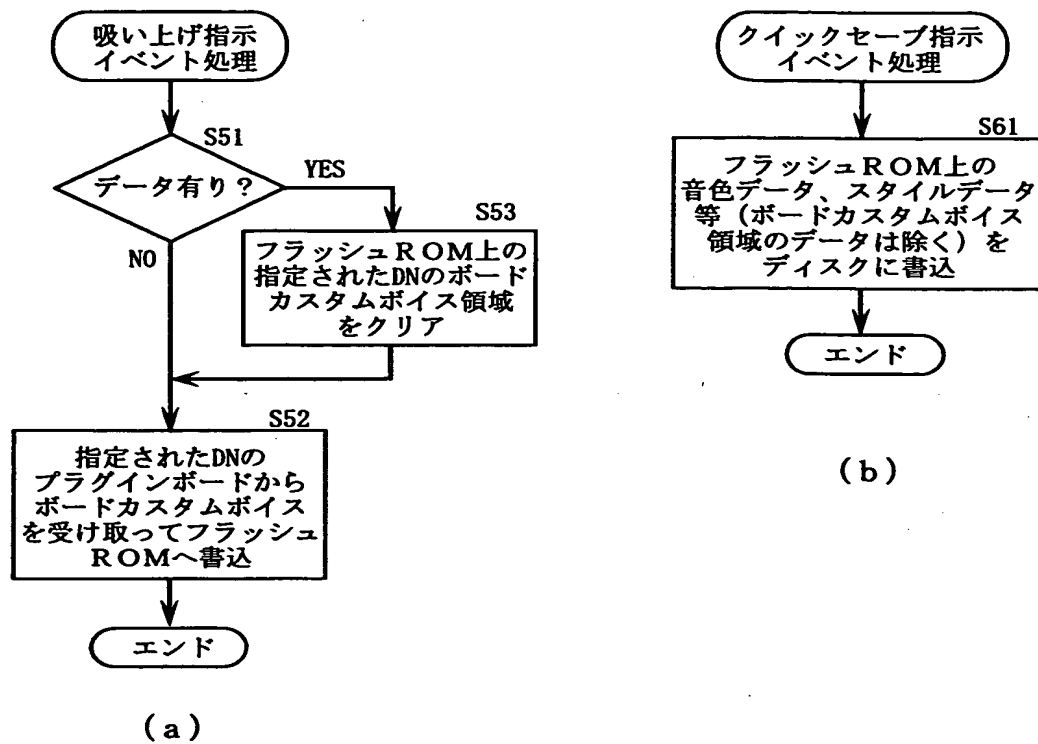 吸い上げ指示
イベント処理
S51
データ有り？
YES
NO
S53
フラッシュROM上の
指定されたDNのボード
カスタムボイス領域
をクリア
S52
指定されたDNの
プラグインボードから
ボードカスタムボイス
を受け取ってフラッシュ
ROMへ書込
エンド
(a)
クイックセーブ指示
イベント処理
S61
フラッシュROM上の
音色データ、スタイルデータ
等（ボードカスタムボイス
領域のデータは除く）を
ディスクに書込
エンド
(b)